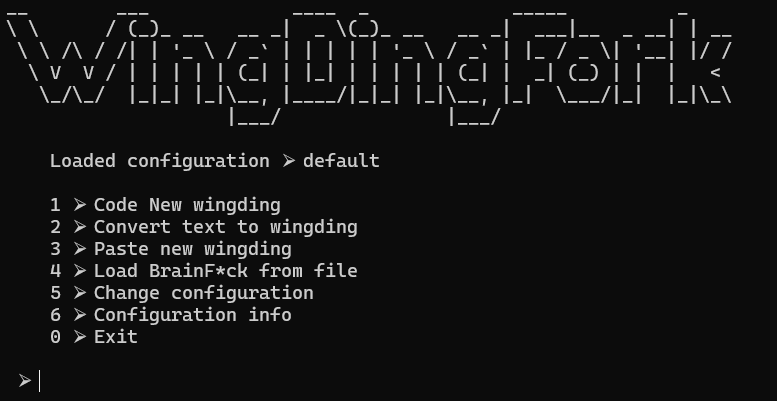 WingDingFork
Loaded configuration ➢ default
1 ➢ Code New wingding
2 ➢ Convert text to wingding
3 ➢ Paste new wingding
4 ➢ Load BrainF*ck from file
5 ➢ Change configuration
6 ➢ Configuration info
0 ➢ Exit
➢